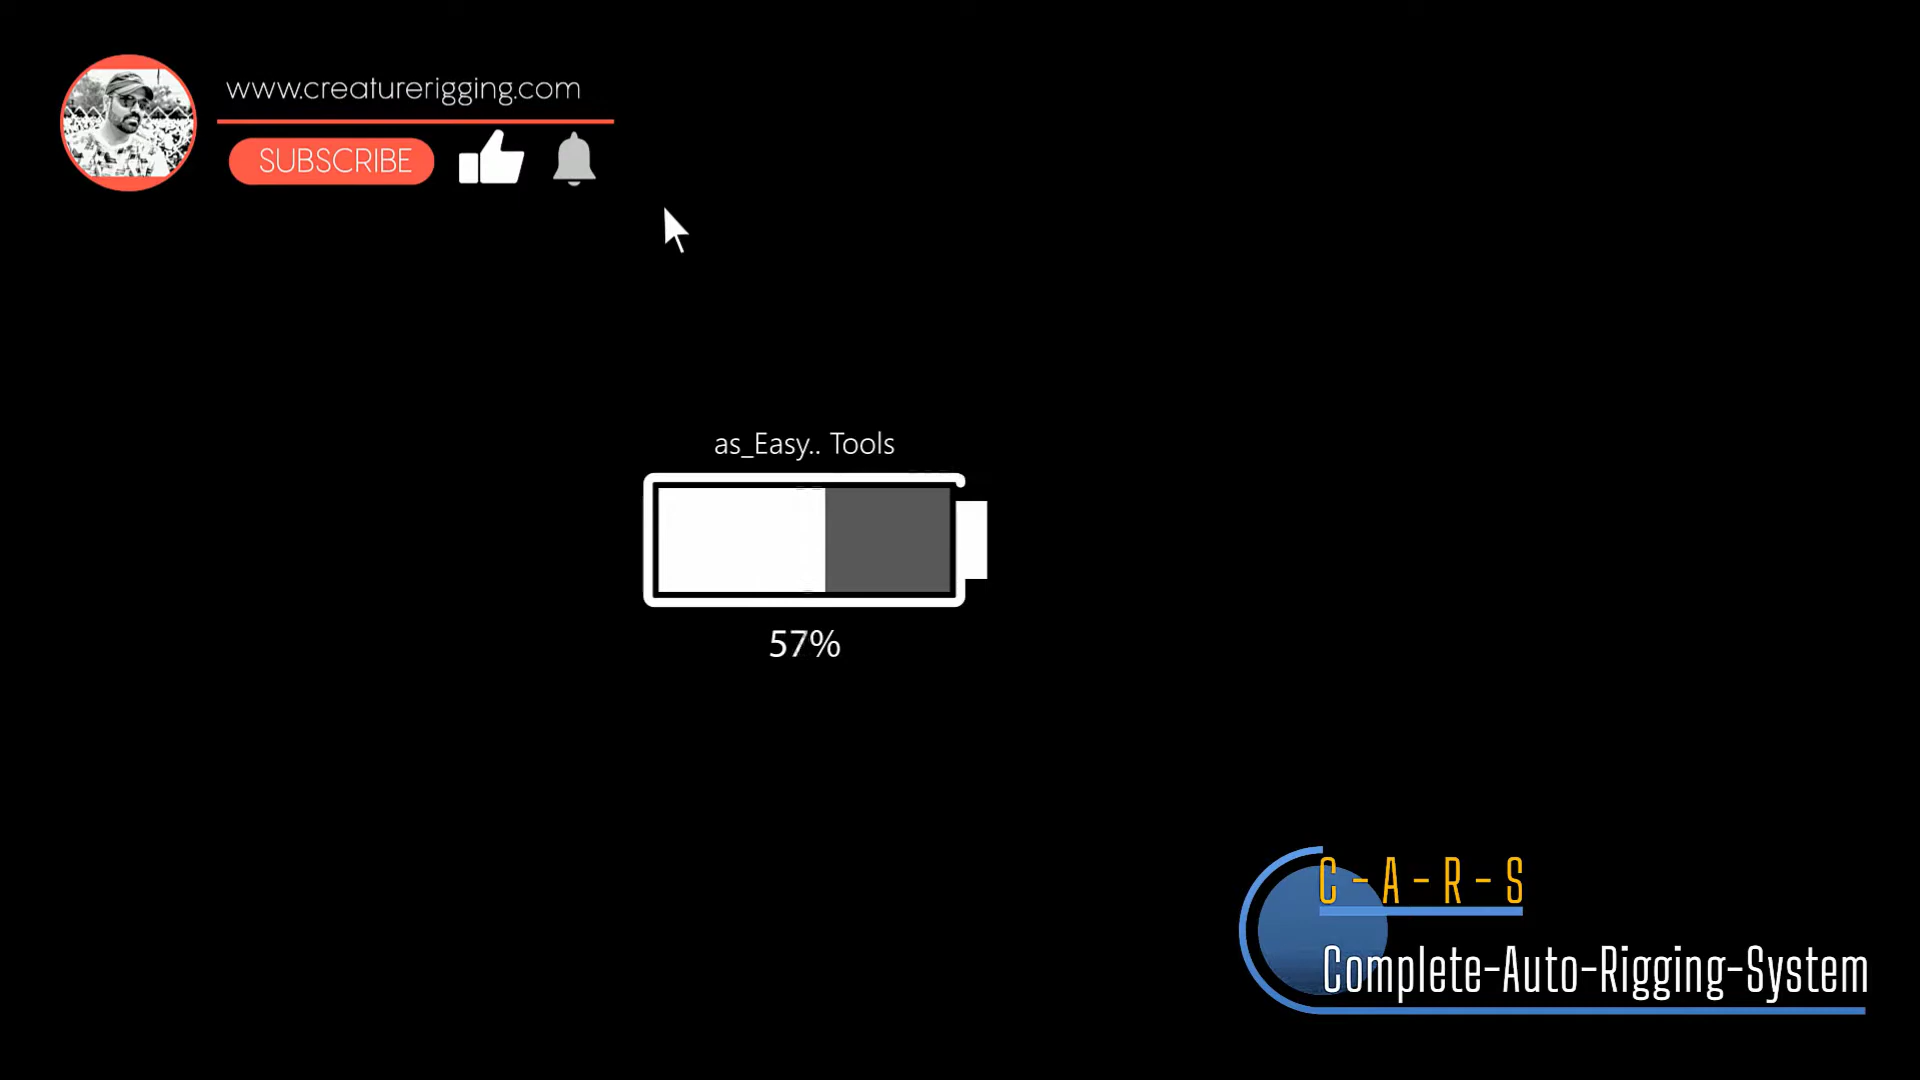 www.creaturerigging.com
SUBSCRIBE
as_Easy.. Tools
57%
C-A-R-S
Complete-Auto-Rigging-System